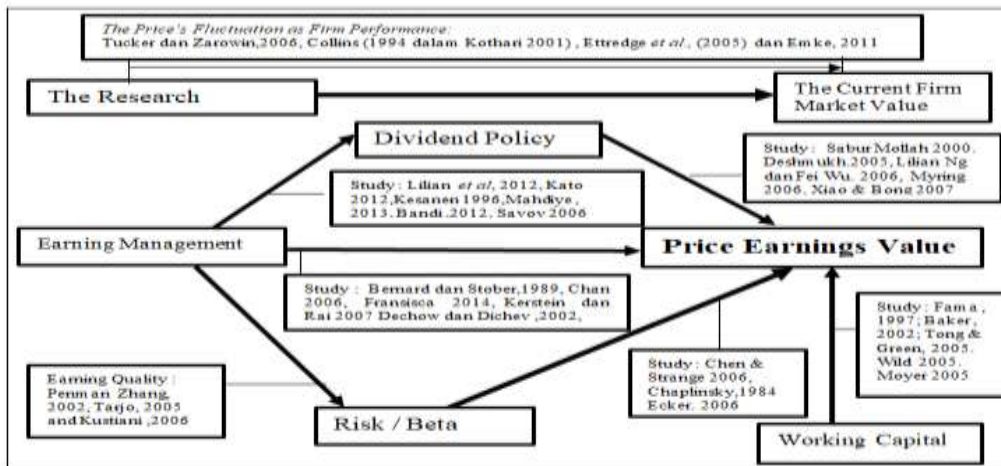 The Price's Fluctuation as Firm Performance:
Tucker dan Zarowin,2006, Collins (1994 dalam Kothari 2001) , Ettredge et al., (2005) dan Emke, 2011
The Research
The Current Firm
Market Value
Dividend Policy
Study : Sabur Mollah 2000.
Deshmukh.2005, Lilian Ng
dan Fei Wu. 2006, Myring
2006. Xiao & Bong 2007
Study : Lilian et al, 2012, Kato
2012,Kesanen 1996,Mahdiye ,
2013. Bandi.2012, Savov 2006
Earning Management
Price Earnings Value
Study : Bernard dan Stober,1989, Chan
2006, Fransisca 2014, Kerstein dan
Rai 2007 Dechow dan Dichev ,2002,
Study : Fama ,
1997; Baker,
2002; Tong &
Green, 2005.
Wild 2005.
Moyer 2005
Study : Chen &
Strange 2006,
Chaplinsky,1984
Ecker. 2006
Earning Quality :
Penman Zhang,
2002, Tarjo, 2005
and Kustiani ,2006
Risk / Beta
Working Capital